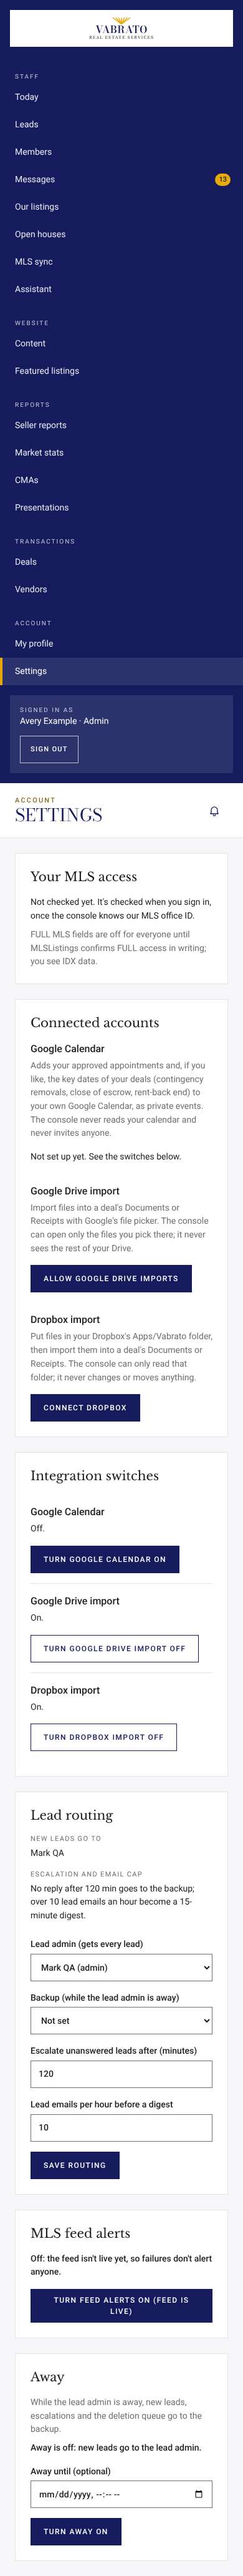 VABRATO
REAL ESTATE SERVICES
STAFF
Today
Leads
Members
Messages
13
Our listings
Open houses
MLS sync
Assistant
WEBSITE
Content
Featured listings
REPORTS
Seller reports
Market stats
CMAs
Presentations
TRANSACTIONS
Deals
Vendors
ACCOUNT
My profile
Settings
SIGNED IN AS
Avery Example · Admin
SIGN OUT
ACCOUNT
SETTINGS
Your MLS access
Not checked yet. It's checked when you sign in,
once the console knows our MLS office ID.
FULL MLS fields are off for everyone until
MLSListings confirms FULL access in writing;
you see IDX data.
Connected accounts
Google Calendar
Adds your approved appointments and, if you
like, the key dates of your deals (contingency
removals, close of escrow, rent-back end) to
your own Google Calendar, as private events.
The console never reads your calendar and
never invites anyone.
Not set up yet. See the switches below.
Google Drive import
Import files into a deal's Documents or
Receipts with Google's file picker. The console
can open only the files you pick there; it never
sees the rest of your Drive.
ALLOW GOOGLE DRIVE IMPORTS
Dropbox import
Put files in your Dropbox's Apps/Vabrato folder,
then import them into a deal's Documents or
Receipts. The console can only read that
folder; it never changes or moves anything.
CONNECT DROPBOX
Integration switches
Google Calendar
Off.
TURN GOOGLE CALENDAR ON
Google Drive import
On.
TURN GOOGLE DRIVE IMPORT OFF
Dropbox import
On.
TURN DROPBOX IMPORT OFF
Lead routing
NEW LEADS GO TO
Mark QA
ESCALATION AND EMAIL CAP
No reply after 120 min goes to the backup;
over 10 lead emails an hour become a 15-
minute digest.
Lead admin (gets every lead)
Mark QA (admin)
Backup (while the lead admin is away)
Not set
Escalate unanswered leads after (minutes)
120
Lead emails per hour before a digest
10
SAVE ROUTING
MLS feed alerts
Off: the feed isn't live yet, so failures don't alert
anyone.
TURN FEED ALERTS ON (FEED IS
LIVE)
Away
While the lead admin is away, new leads,
escalations and the deletion queue go to the
backup.
Away is off: new leads go to the lead admin.
Away until (optional)
mm/dd/yyyy, --:-- --
TURN AWAY ON